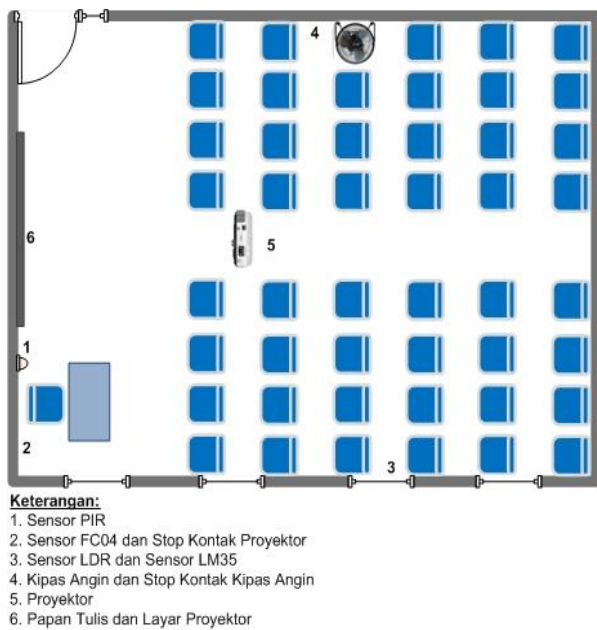 4
6
5
1
2
3
Keterangan:
1. Sensor PIR
2. Sensor FC04 dan Stop Kontak Proyektor
3. Sensor LDR dan Sensor LM35
4. Kipas Angin dan Stop Kontak Kipas Angin
5. Proyektor
6. Papan Tulis dan Layar Proyektor